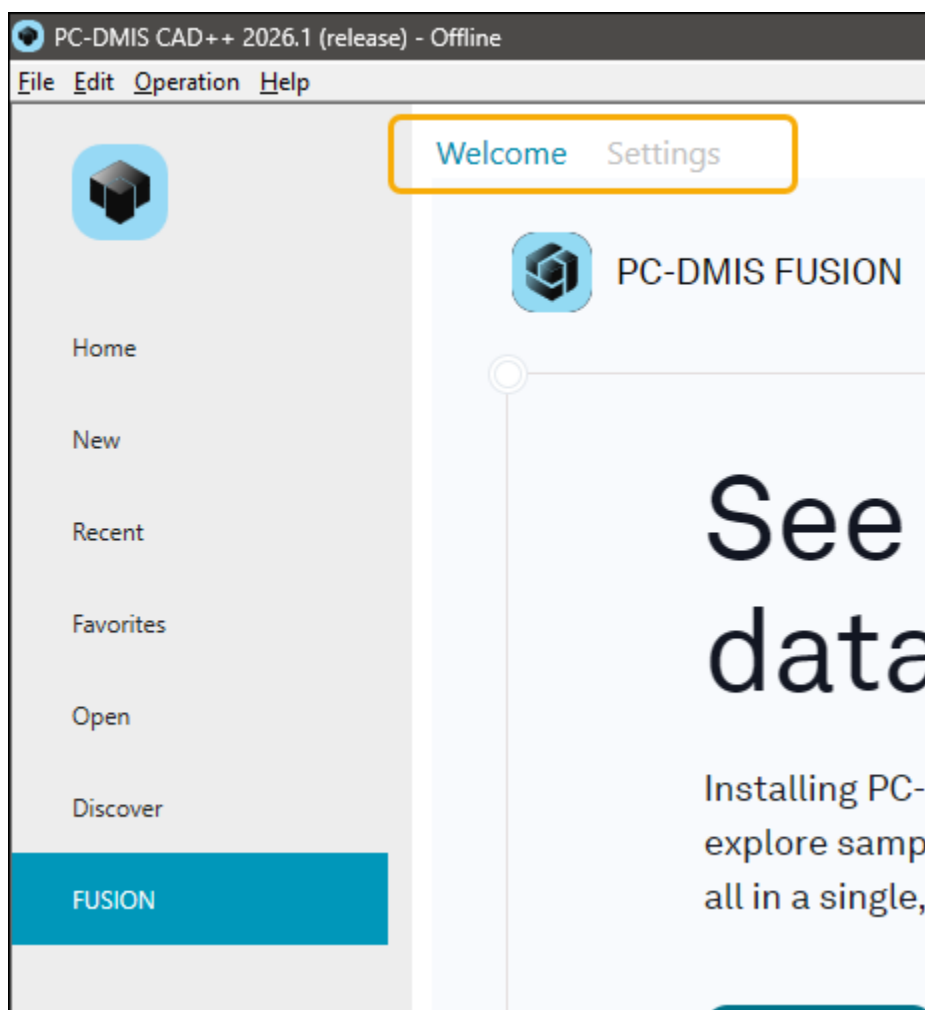 PC-DMIS CAD++ 2026.1 (release) - Offline
File Edit Operation Help
Welcome Settings
PC-DMIS FUSION
Home
New
Recent
Favorites
Open
Discover
FUSION
See
data
Installing PC-
explore samp
all in a single,